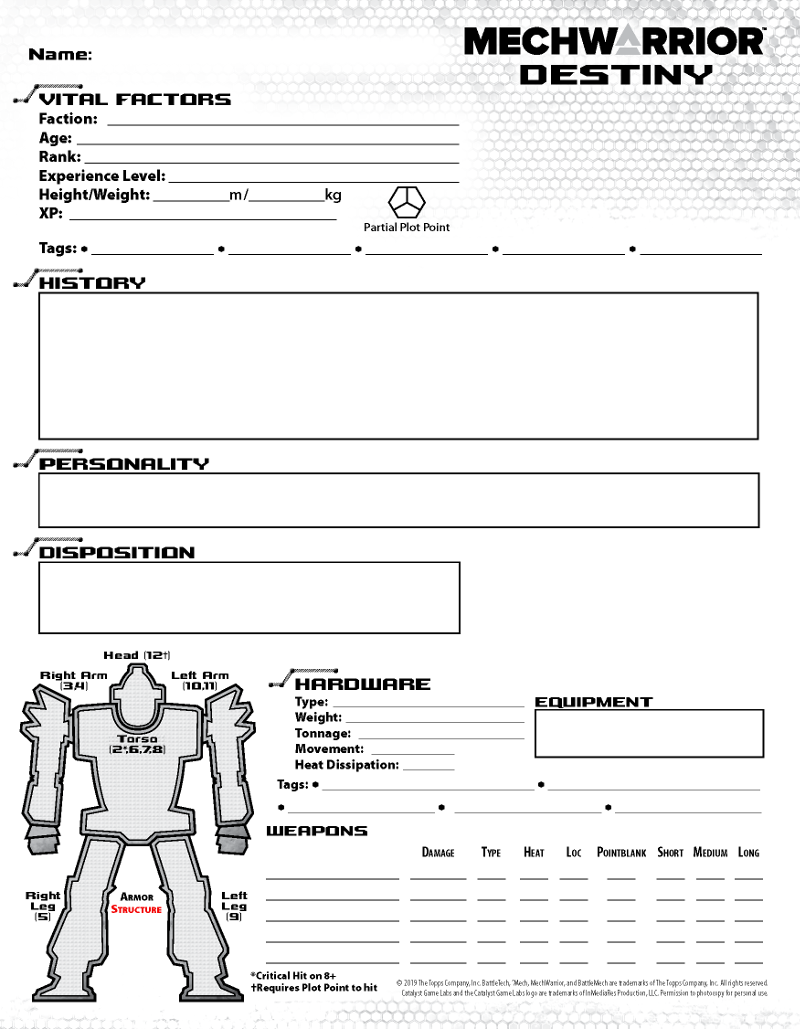 MECHWARRIOR™
DESTINY
Name:
VITAL FACTORS
Faction:
Age:
Rank:
Experience Level:
Height/Weight: m / kg
XP:
Partial Plot Point
Tags:
HISTORY
PERSONALITY
DISPOSITION
Head (12†)
Right Arm
(3,4)
Left Arm
(10,11)
Torso
(2*,6,7,8)
Right
Leg
(5)
Armor
Structure
Left
Leg
(9)
HARDWARE
Type:
Weight:
Tonnage:
Movement:
Heat Dissipation:
EQUIPMENT
Tags:
WEAPONS
Damage Type Heat Loc Pointblank Short Medium Long
*Critical Hit on 8+
†Requires Plot Point to hit
© 2019 The Topps Company, Inc. BattleTech, 'Mech, MechWarrior, and BattleMech are trademarks of The Topps Company, Inc. All rights reserved.
Catalyst Game Labs and the Catalyst Game Labs logo are trademarks of InMediaRes Production, LLC. Permission to photocopy for personal use.